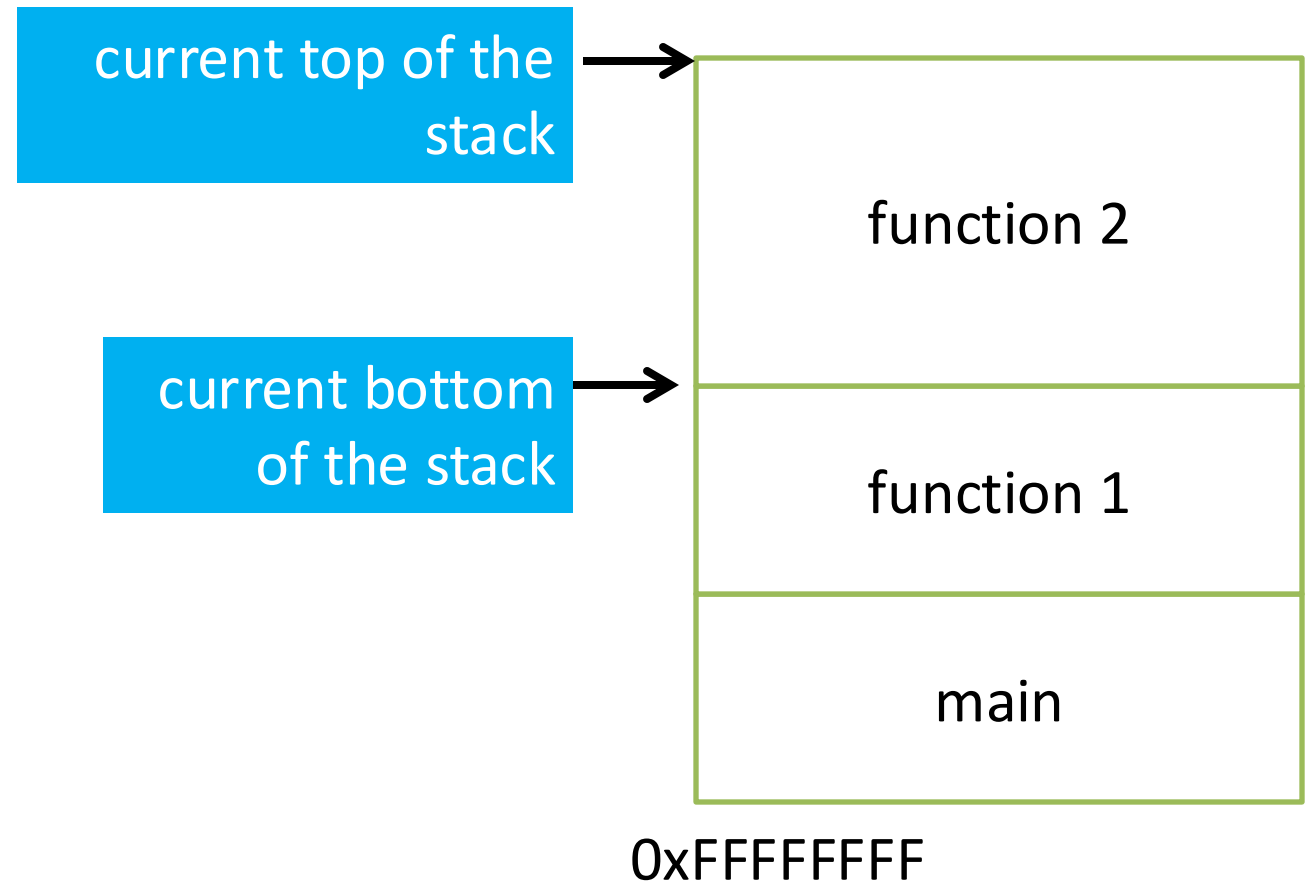 current top of the
stack
function 2
current bottom
of the stack
function 1
main
0xFFFFFFFF